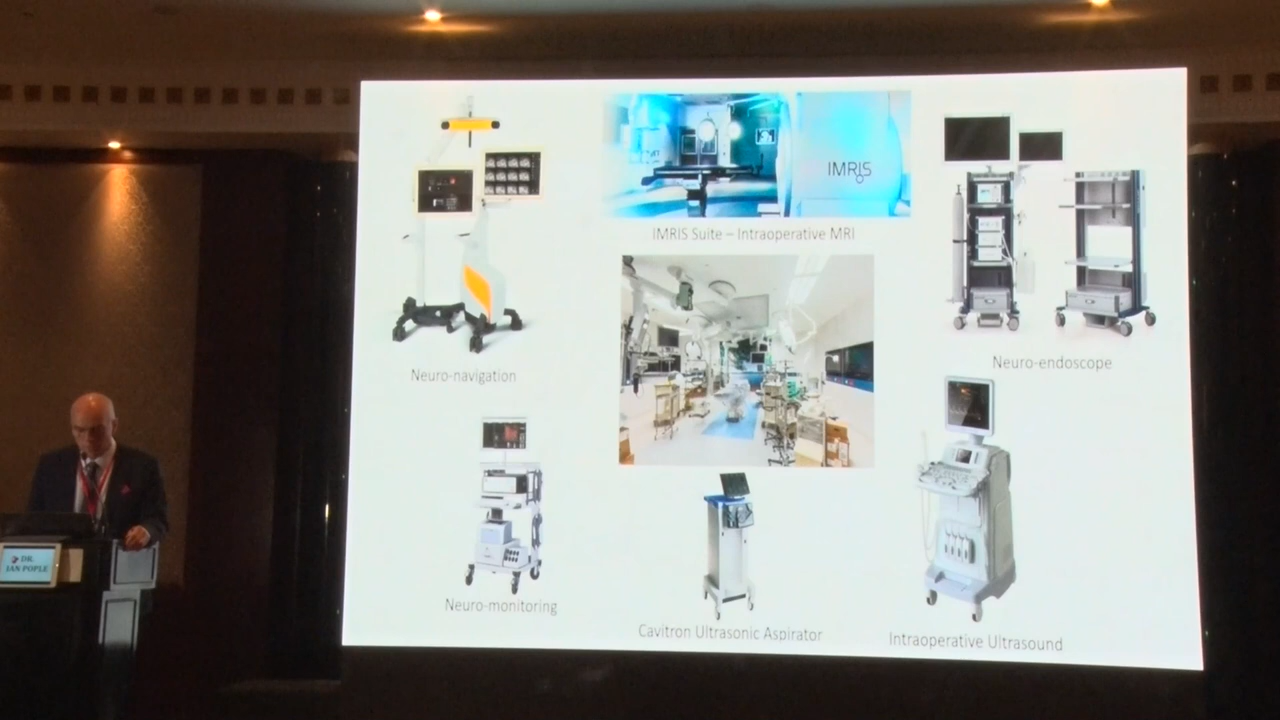 IMRIS
IMRIS Suite – Intraoperative MRI
Neuro-navigation
Neuro-endoscope
Neuro-monitoring
Cavitron Ultrasonic Aspirator
Intraoperative Ultrasound
DR.
IAN POPLE